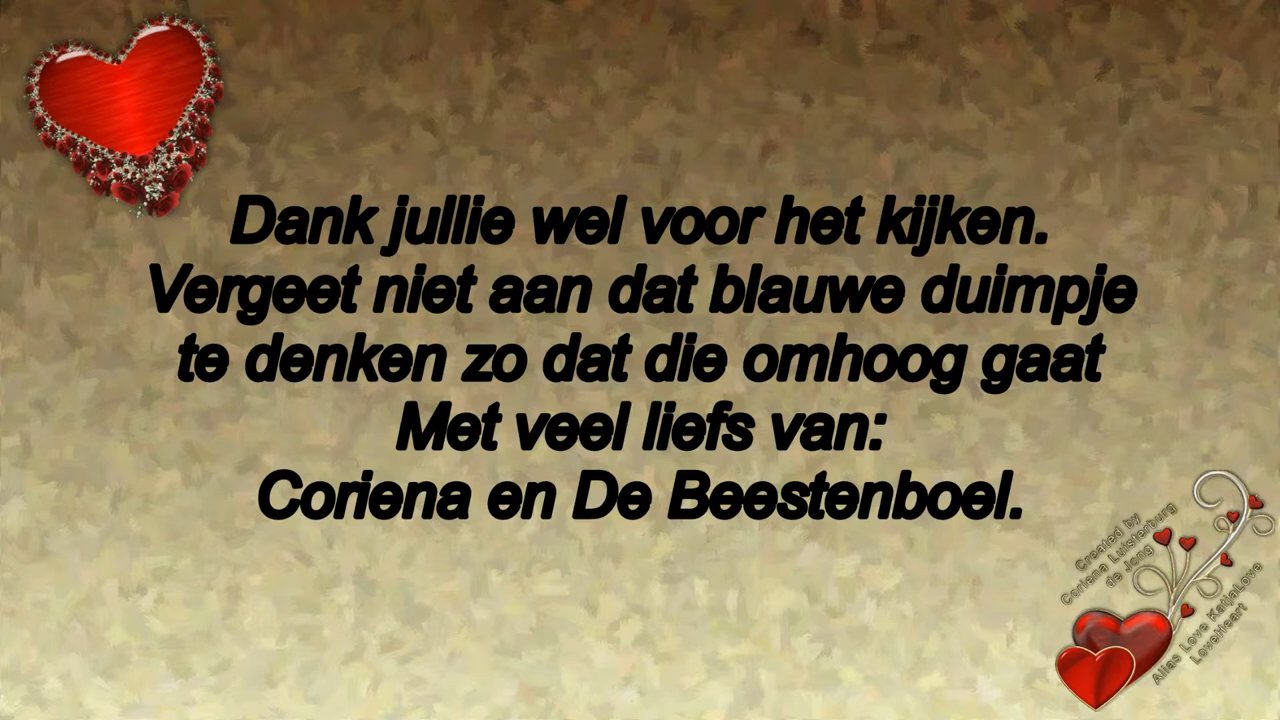 Dank jullie wel voor het kijken.
Vergeet niet aan dat blauwe duimpje
te denken zo dat die omhoog gaat
Met veel liefs van:
Coriena en De Beestenboel.
Created by
Coriena Luisterburg
de Jong
Alias Love KatjaLove
LoveHeart